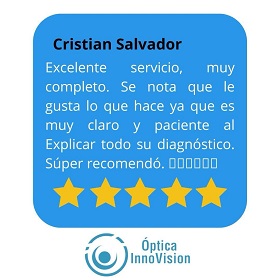 Cristian Salvador
Excelente servicio, muy
completo. Se nota que le
gusta lo que hace ya que es
muy claro y paciente al
Explicar todo su diagnóstico.
Súper recomendó. 
Óptica
InnoVision